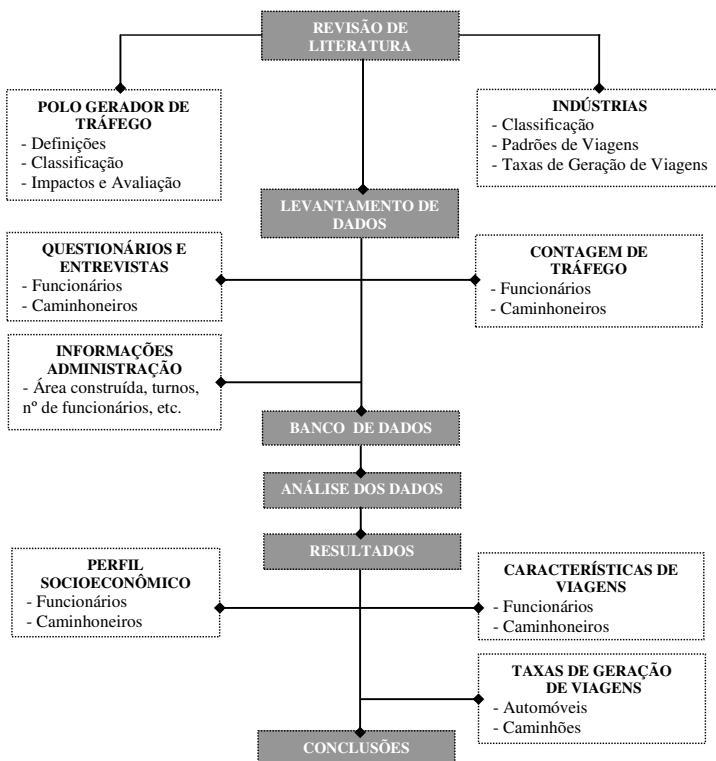 REVISÃO DE
LITERATURA
POLO GERADOR DE
TRÁFEGO
- Definições
- Classificação
- Impactos e Avaliação
INDÚSTRIAS
- Classificação
- Padrões de Viagens
- Taxas de Geração de Viagens
LEVANTAMENTO DE
DADOS
QUESTIONÁRIOS E
ENTREVISTAS
- Funcionários
- Caminhoneiros
CONTAGEM DE
TRÁFEGO
- Funcionários
- Caminhoneiros
INFORMAÇÕES
ADMINISTRAÇÃO
- Área construída, turnos,
nº de funcionários, etc.
BANCO DE DADOS
ANÁLISE DOS DADOS
RESULTADOS
PERFIL
SOCIOECONÔMICO
- Funcionários
- Caminhoneiros
CARACTERÍSTICAS DE
VIAGENS
- Funcionários
- Caminhoneiros
TAXAS DE GERAÇÃO
DE VIAGENS
- Automóveis
- Caminhões
CONCLUSÕES